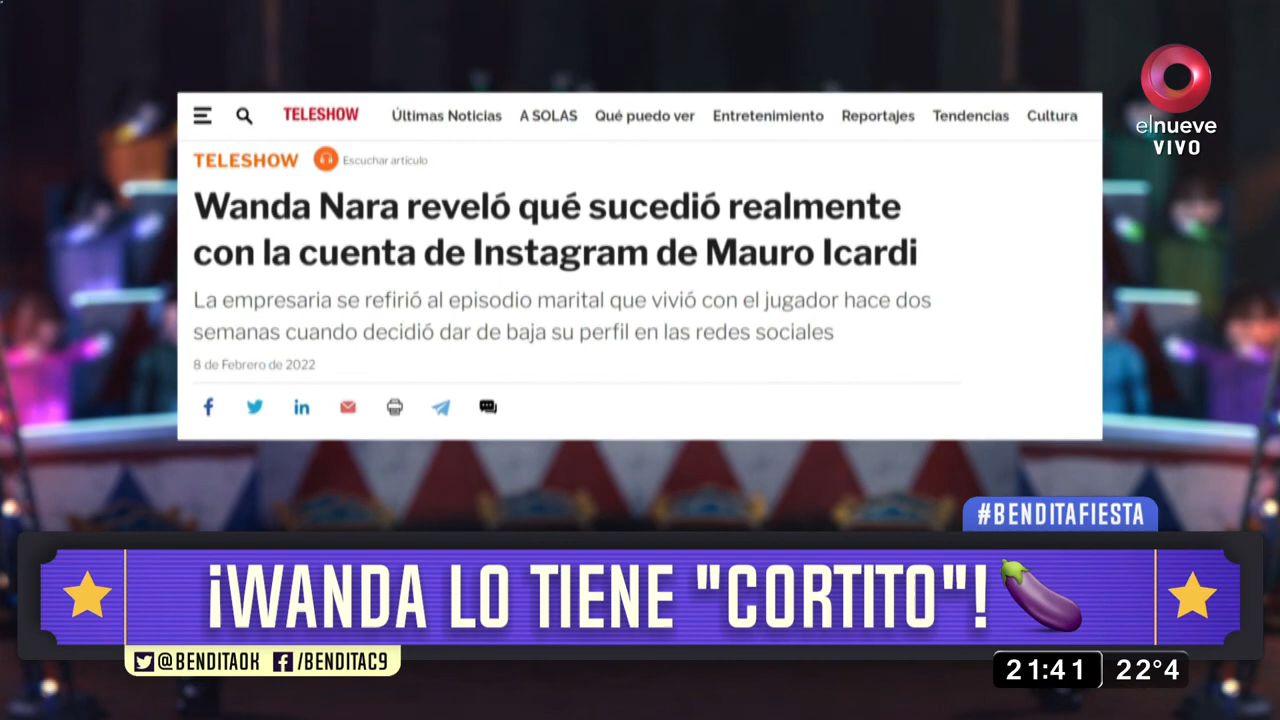 elnueve
VIVO
TELESHOW Últimas Noticias A SOLAS Qué puedo ver Entretenimiento Reportajes Tendencias Cultura
TELESHOW Escuchar artículo
Wanda Nara reveló qué sucedió realmente
con la cuenta de Instagram de Mauro Icardi
La empresaria se refirió al episodio marital que vivió con el jugador hace dos
semanas cuando decidió dar de baja su perfil en las redes sociales
8 de Febrero de 2022
#BENDITAFIESTA
¡WANDA LO TIENE "CORTITO"!
@BENDITAOK /BENDITAC9
21:41 22°4